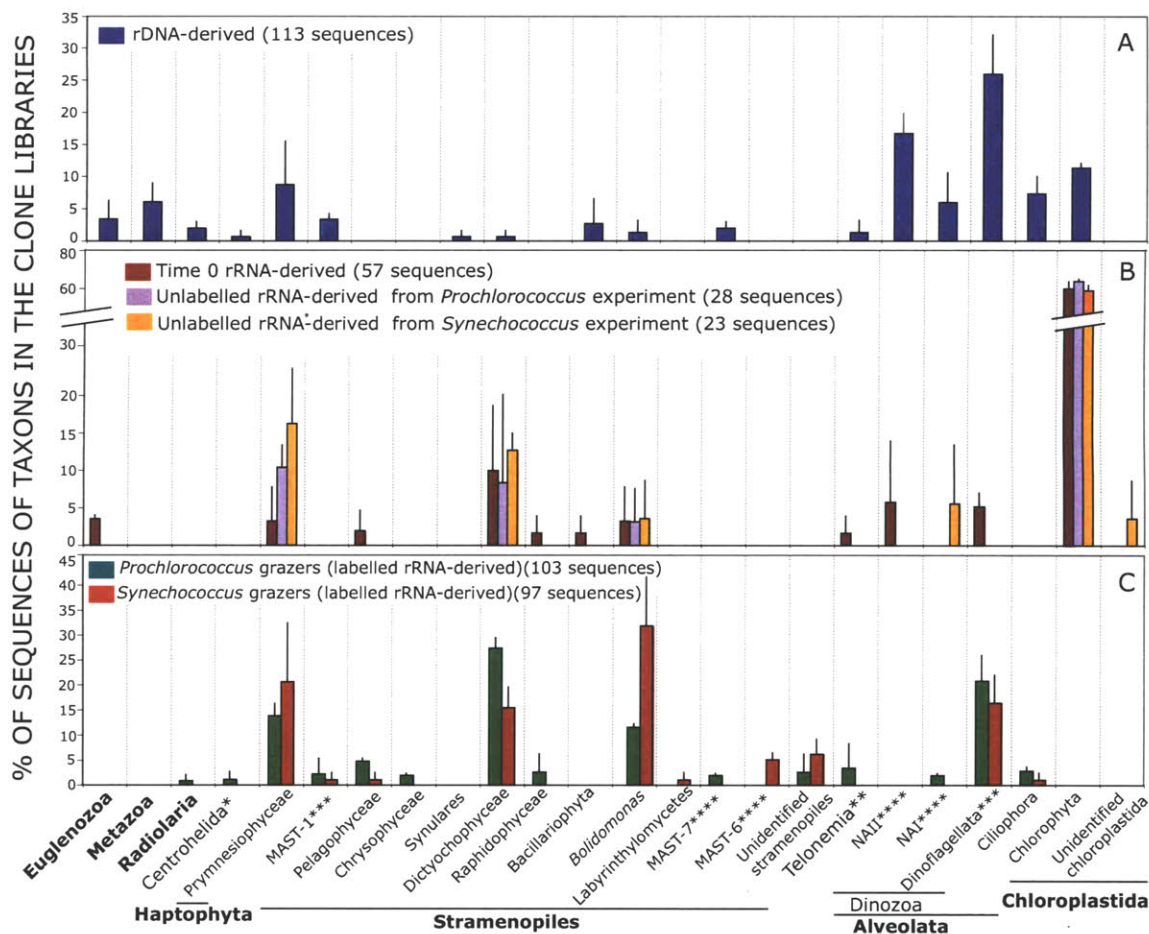 % OF SEQUENCES OF TAXONS IN THE CLONE LIBRARIES
35
30
25
20
15
10
5
0
rDNA-derived (113 sequences)
A
80
60
30
20
15
10
5
0
Time 0 rRNA-derived (57 sequences)
Unlabelled rRNA-derived from Prochlorococcus experiment (28 sequences)
Unlabelled rRNA-derived from Synechococcus experiment (23 sequences)
B
45
40
35
30
25
20
15
10
5
0
Prochlorococcus grazers (labelled rRNA-derived)(103 sequences)
Synechococcus grazers (labelled rRNA-derived)(97 sequences)
C
Euglenozoa
Metazoa
Radiolaria
Centrohelida*
Prymnesiophyceae
MAST-1***
Pelagophyceae
Chrysophyceae
Synulares
Dictyochophyceae
Raphidophyceae
Bacillariophyta
Bolidomonas
Labyrinthylomycetes
MAST-7****
MAST-6****
Unidentified
stramenopiles
Telonemia**
NAII****
NAI****
Dinoflagellata***
Ciliophora
Chlorophyta
Unidentified
chloroplastida
Haptophyta
Stramenopiles
Dinozoa
Alveolata
Chloroplastida